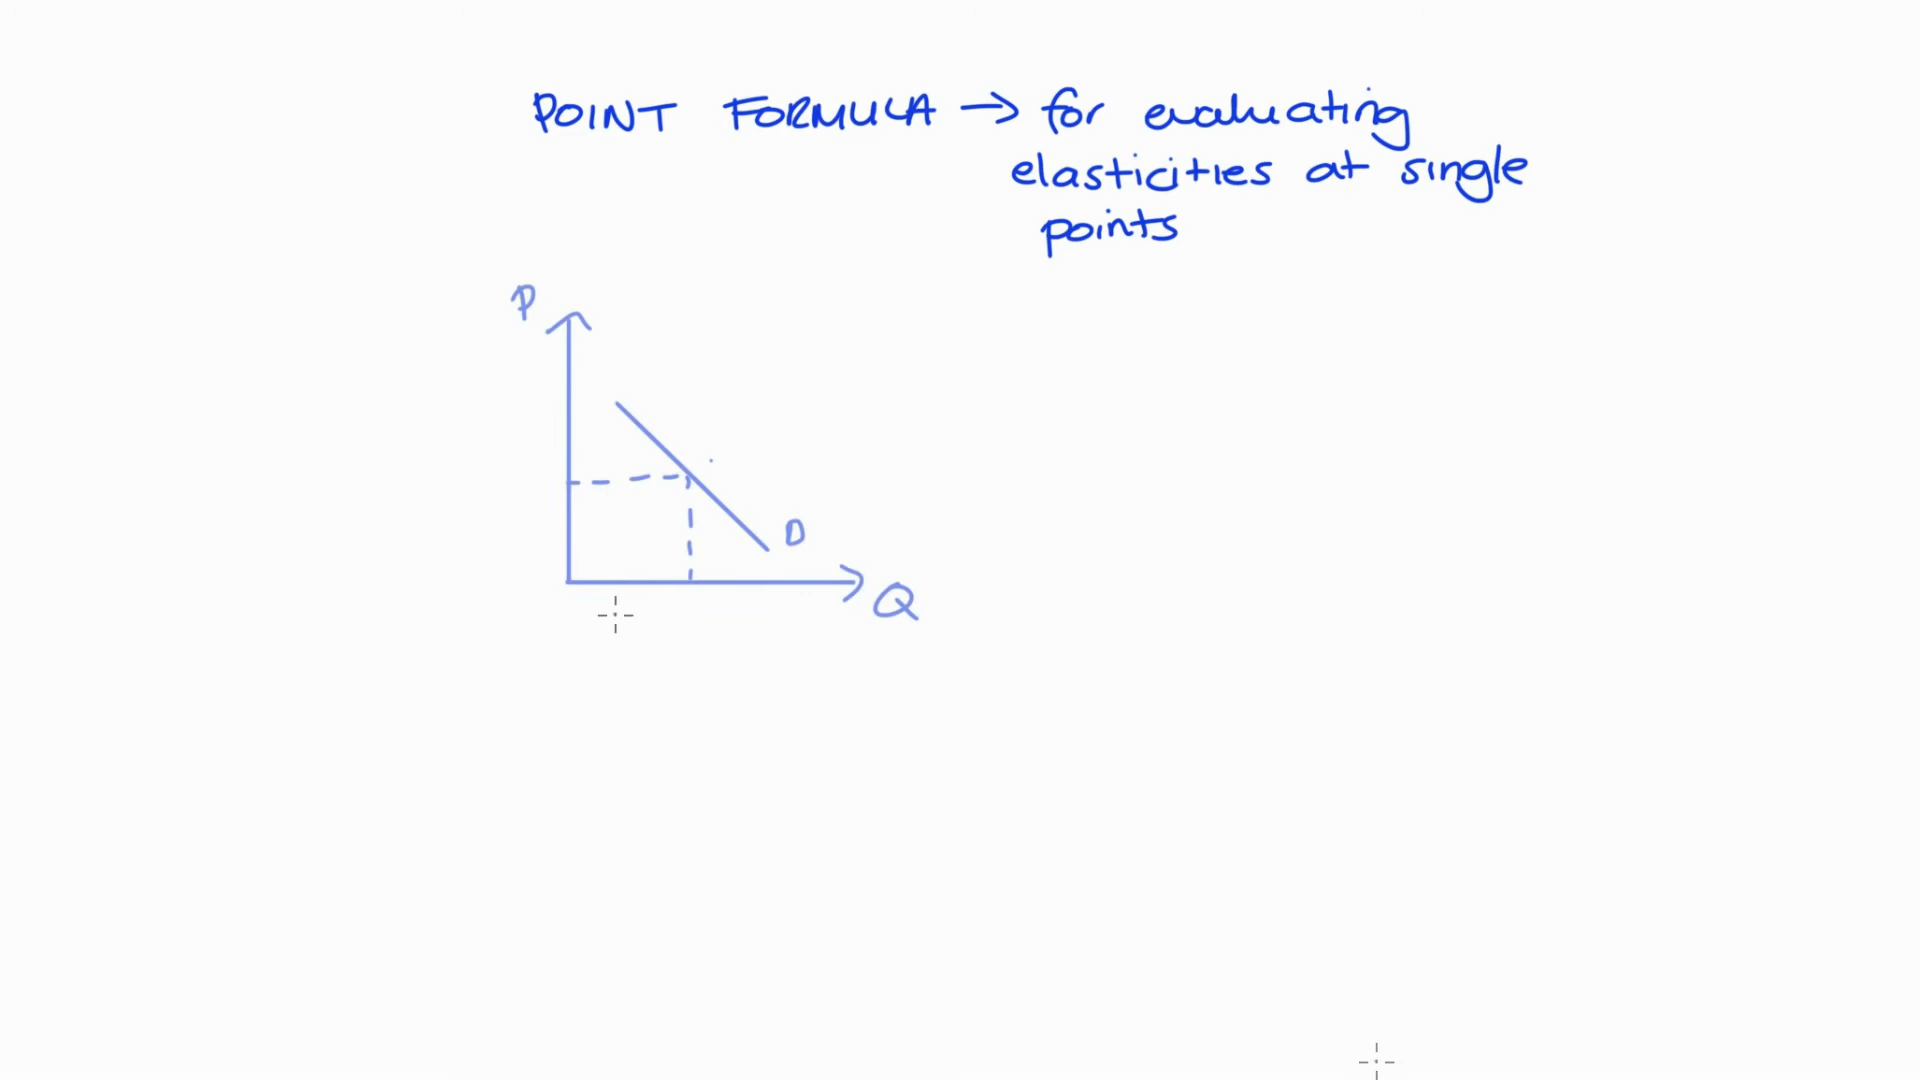 POINT FORMULA → for evaluating
elasticities at single
points
P
D
Q